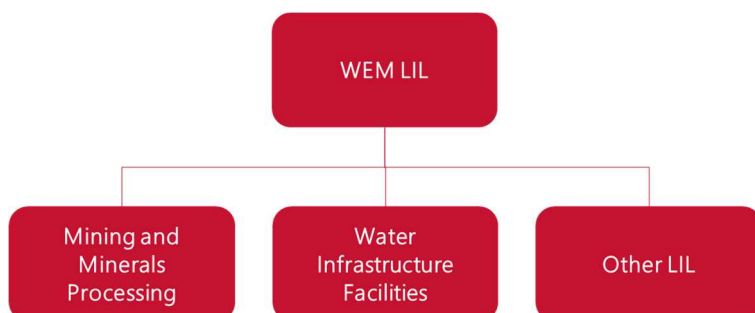 WEM LIL
Mining and
Minerals
Processing
Water
Infrastructure
Facilities
Other LIL